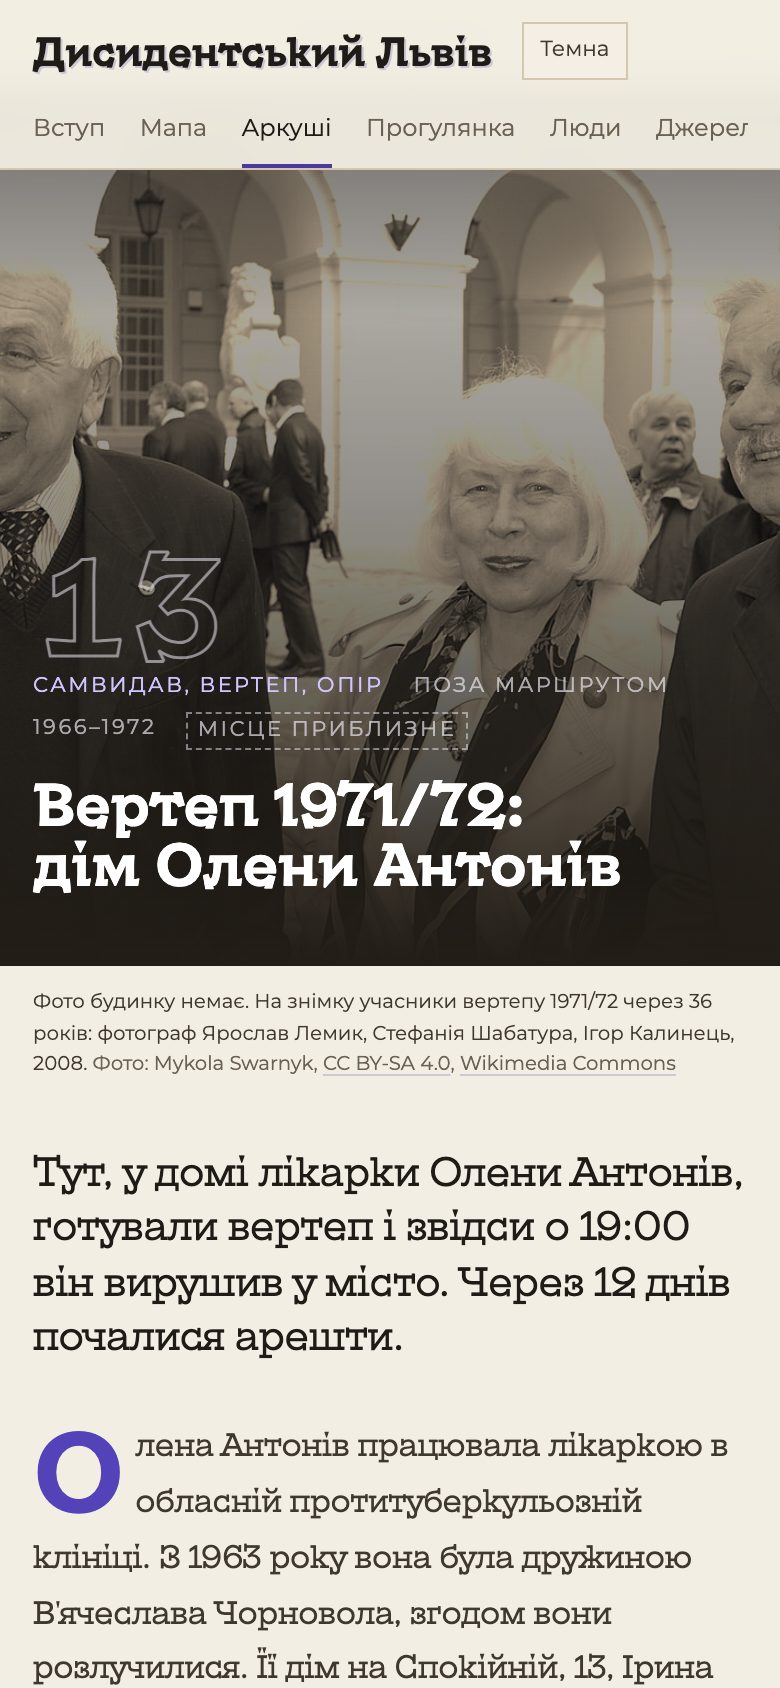 Дисидентський Львів
Темна
Вступ Мапа Аркуші Прогулянка Люди Джерел
13
САМВИДАВ, ВЕРТЕП, ОПІР ПОЗА МАРШРУТОМ
1966–1972 МІСЦЕ ПРИБЛИЗНЕ
Вертеп 1971/72:
дім Олени Антонів
Фото будинку немає. На знімку учасники вертепу 1971/72 через 36
років: фотограф Ярослав Лемик, Стефанія Шабатура, Ігор Калинець,
2008. Фото: Mykola Swarnyk, CC BY-SA 4.0, Wikimedia Commons
Тут, у домі лікарки Олени Антонів,
готували вертеп і звідси о 19:00
він вирушив у місто. Через 12 днів
почалися арешти.
Олена Антонів працювала лікаркою в
обласній протитуберкульозній
клініці. З 1963 року вона була дружиною
В'ячеслава Чорновола, згодом вони
розлучилися. Її дім на Спокійній, 13, Ірина